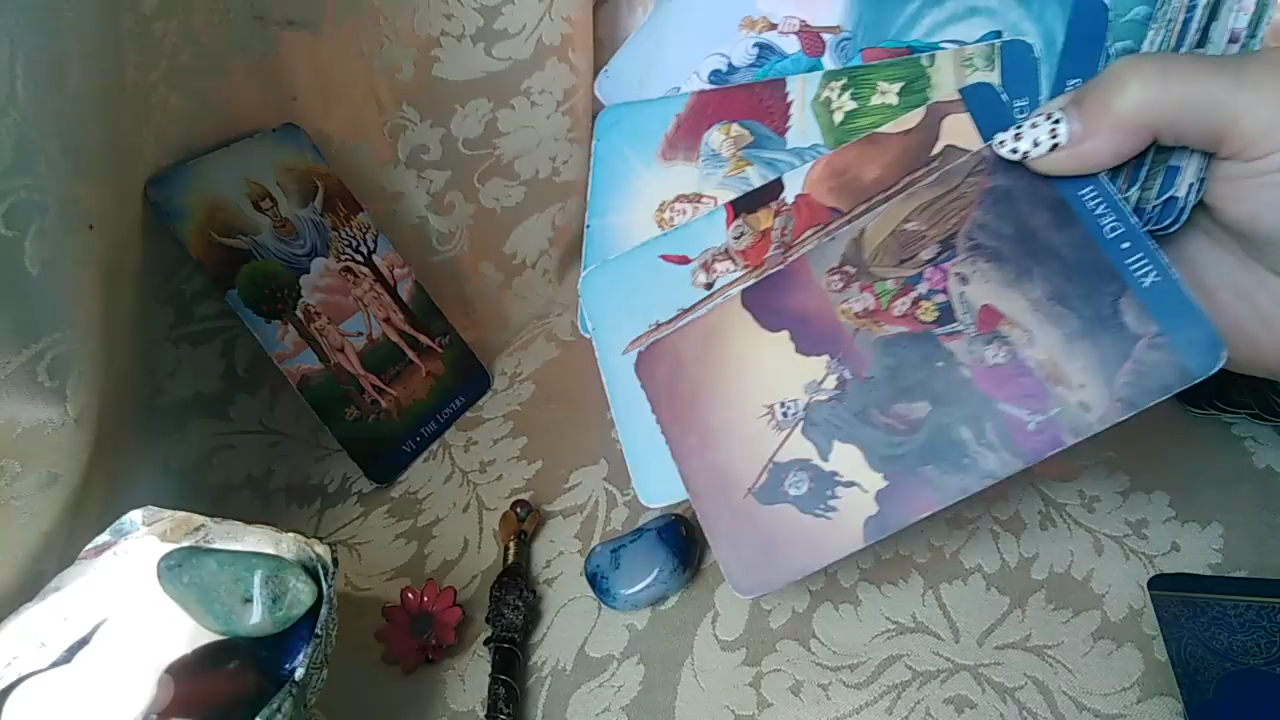 VI • THE LOVERS
XIII • DEATH